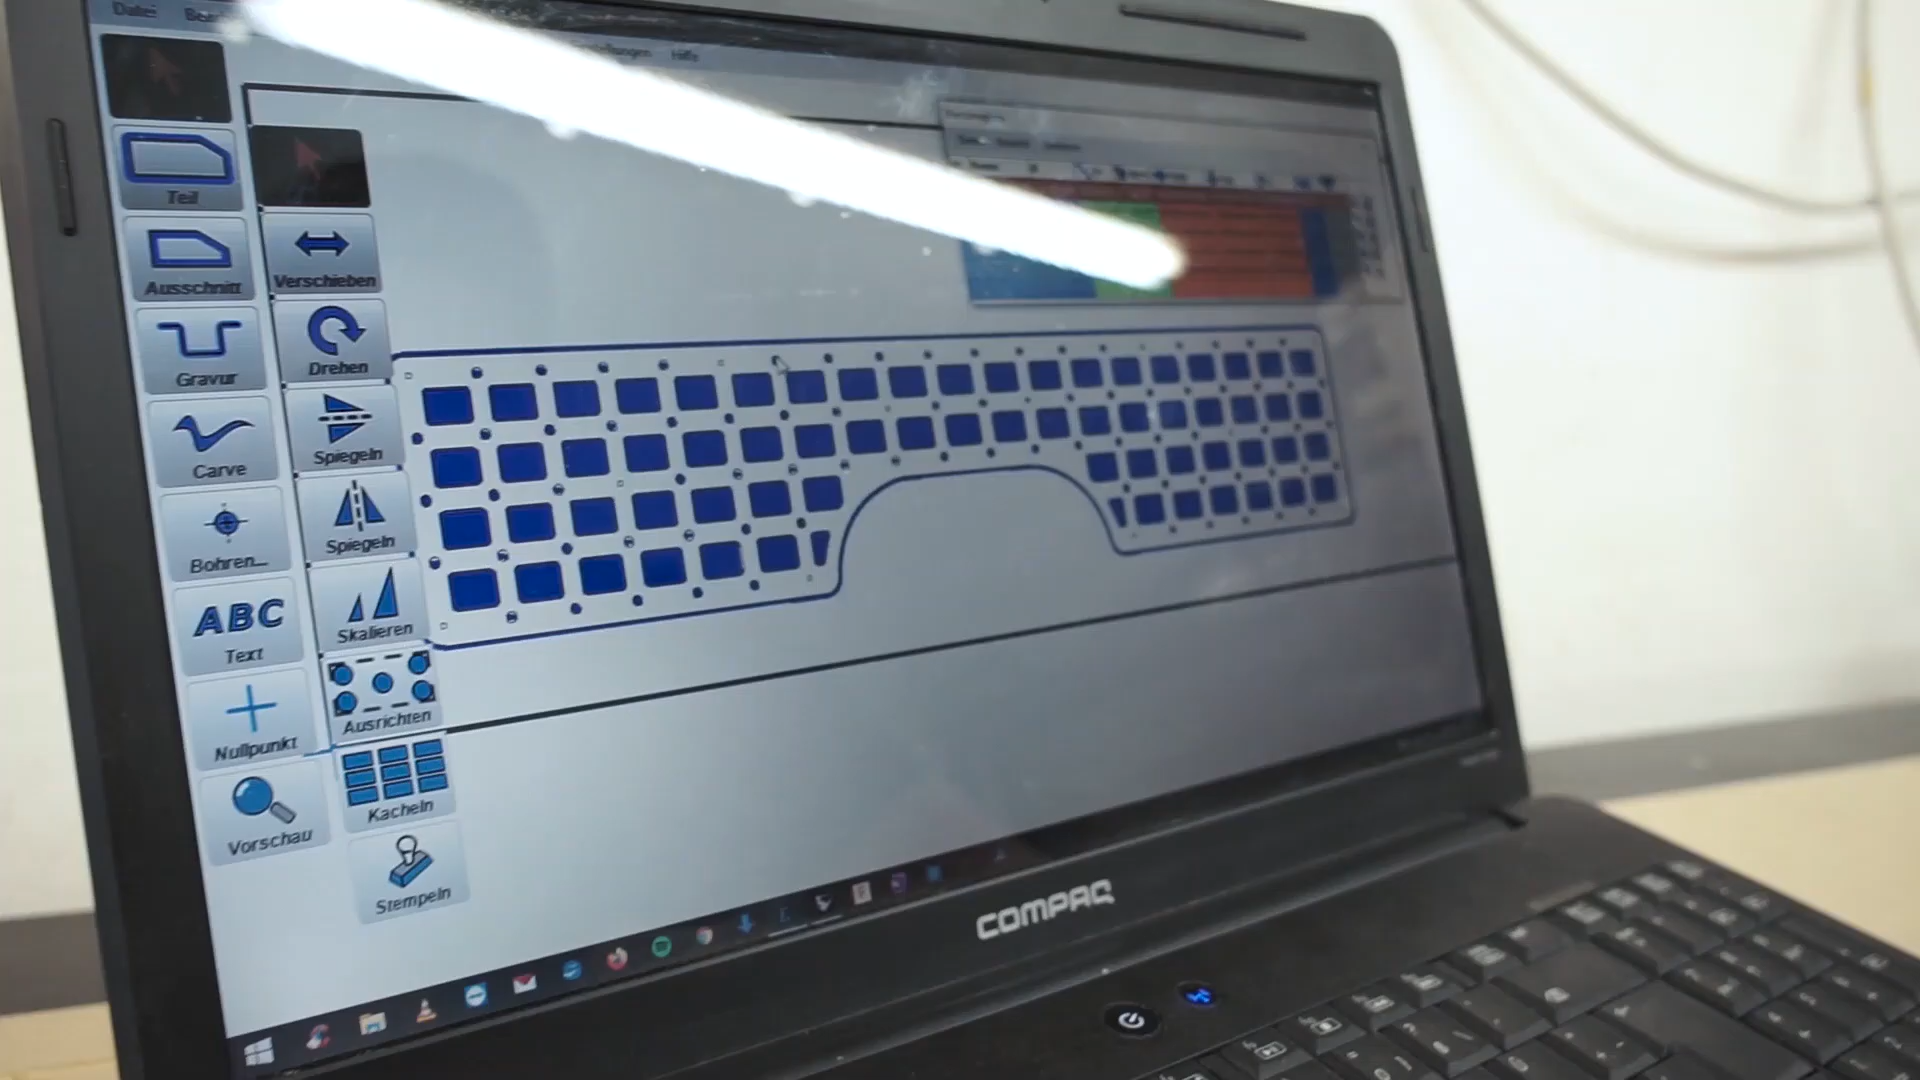 Datei
Hilfe
Teil
Ausschnitt
Verschieben
Gravur
Drehen
Carve
Spiegeln
Bohren...
Spiegeln
ABC
Text
Skalieren
Nullpunkt
Ausrichten
Vorschau
Kacheln
Stempeln
COMPAQ